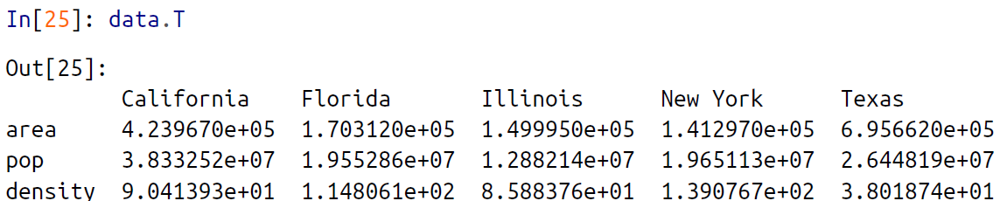 In[25]: data.T
Out[25]:
California Florida Illinois New York Texas
area 4.239670e+05 1.703120e+05 1.499950e+05 1.412970e+05 6.956620e+05
pop 3.833252e+07 1.955286e+07 1.288214e+07 1.965113e+07 2.644819e+07
density 9.041393e+01 1.148061e+02 8.588376e+01 1.390767e+02 3.801874e+01